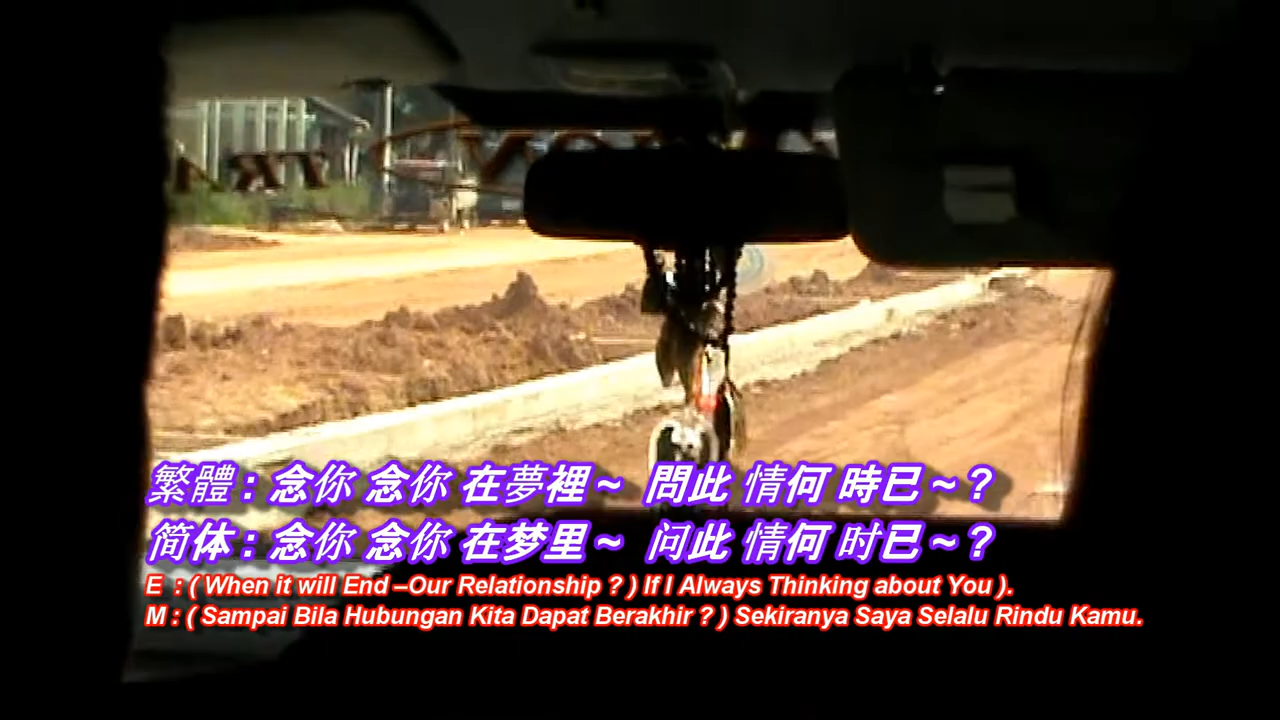 繁體 : 念你 念你 在夢裡 ~ 問此 情何 時已 ~ ?
简体 : 念你 念你 在梦里 ~ 问此 情何 时已 ~ ?
E : ( When it will End –Our Relationship ? ) If I Always Thinking about You ).
M : ( Sampai Bila Hubungan Kita Dapat Berakhir ? ) Sekiranya Saya Selalu Rindu Kamu.